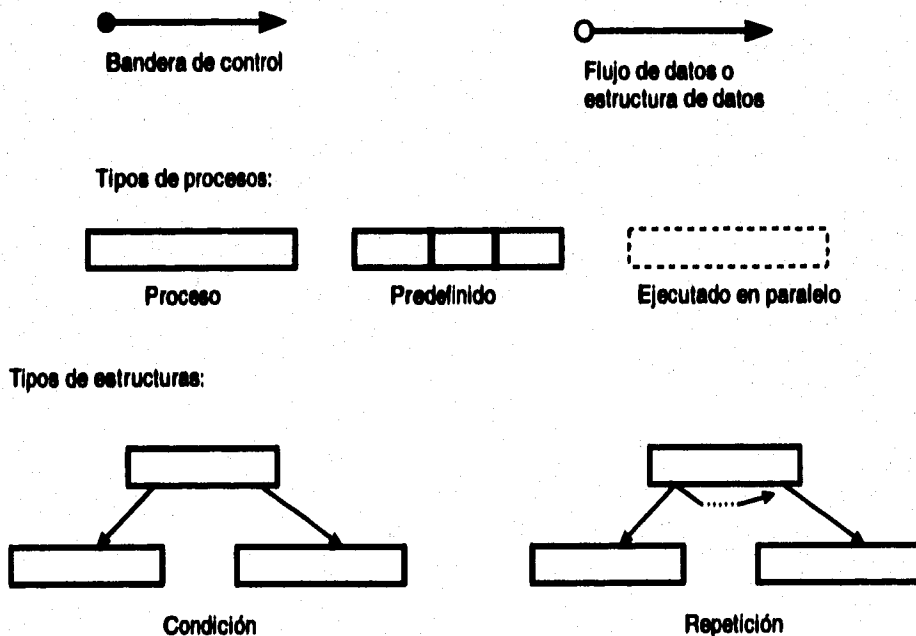 Bandera de control
Flujo de datos o
estructura de datos
Tipos de procesos:
Proceso
Predefinido
Ejecutado en paralelo
Tipos de estructuras:
Condición
Repetición